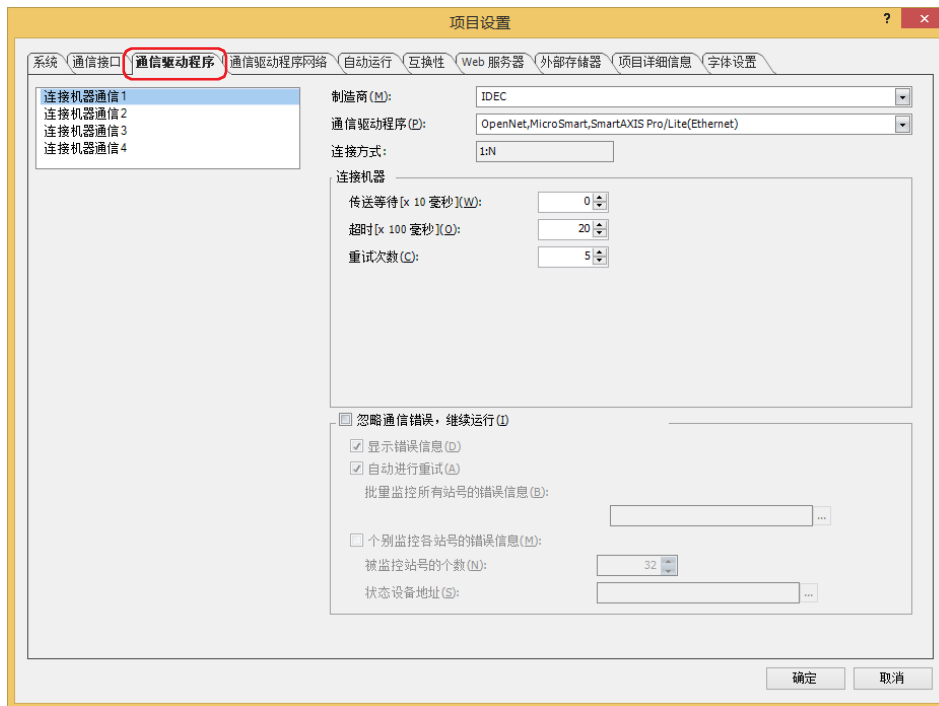 项目设置
?
×
系统 通信接口 通信驱动程序 通信驱动程序网络 自动运行 互换性 Web 服务器 外部存储器 项目详细信息 字体设置
连接机器通信1
连接机器通信2
连接机器通信3
连接机器通信4
制造商(M): IDEC
通信驱动程序(P): OpenNet,MicroSmart,SmartAXIS Pro/Lite(Ethernet)
连接方式: 1:N
连接机器
传送等待[x 10 毫秒](W): 0
超时[x 100 毫秒](O): 20
重试次数(C): 5
忽略通信错误，继续运行(I)
显示错误信息(D)
自动进行重试(A)
批量监控所有站号的错误信息(B):
...
个别监控各站号的错误信息(M):
被监控站号的个数(N): 32
状态设备地址(S):
...
确定 取消